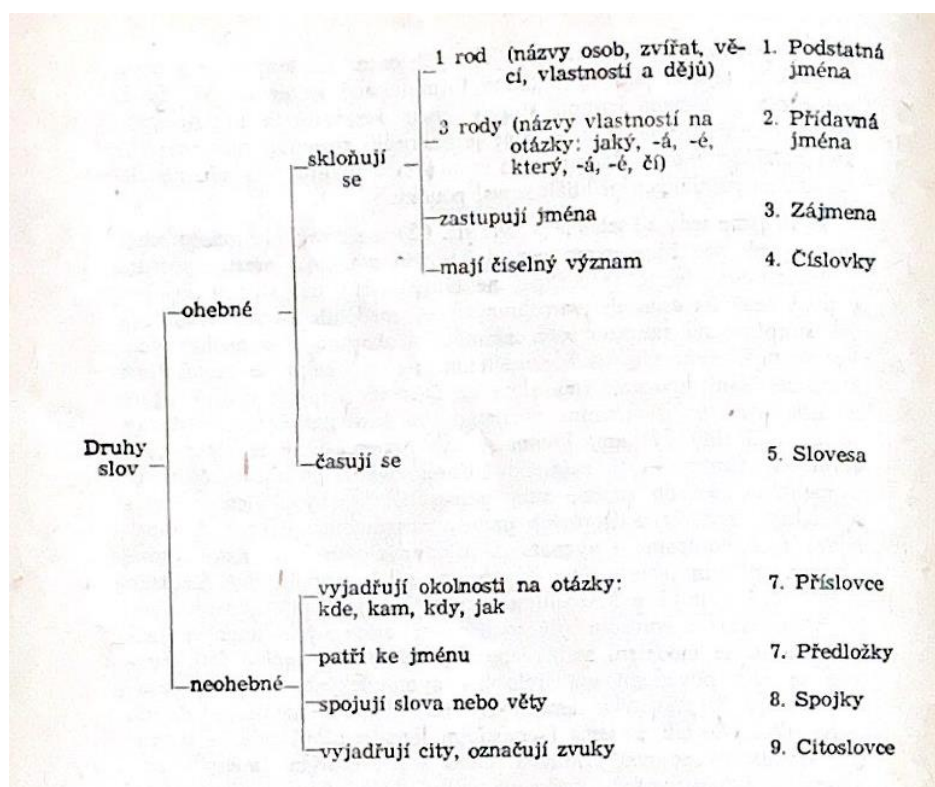 1 rod (názvy osob, zvířat, vě-
cí, vlastností a dějů)
1. Podstatná
jména
3 rody (názvy vlastností na
otázky: jaký, -á, -é,
který, -á, -é, čí)
2. Přídavná
jména
skloňují
se
zastupují jména
3. Zájmena
mají číselný význam
4. Číslovky
ohebné
Druhy
slov
časují se
5. Slovesa
vyjadřují okolnosti na otázky:
kde, kam, kdy, jak
7. Příslovce
patří ke jménu
7. Předložky
neohebné
spojují slova nebo věty
8. Spojky
vyjadřují city, označují zvuky
9. Citoslovce